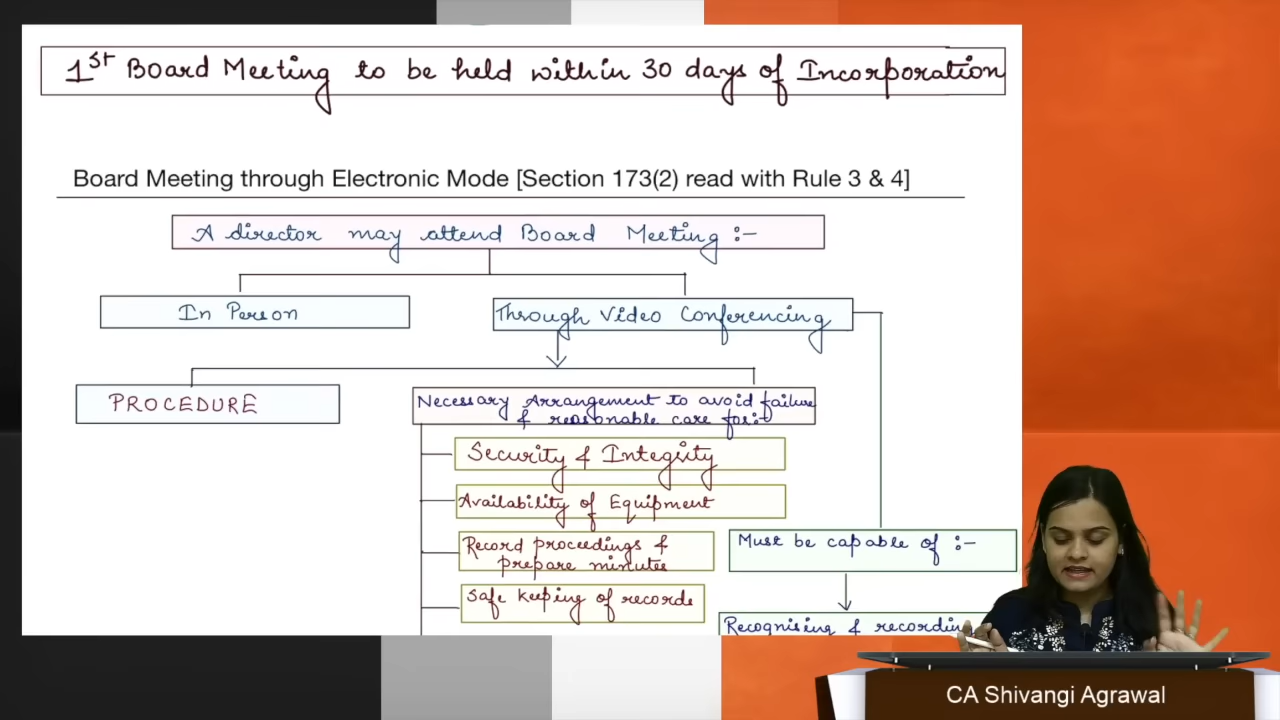 1st Board Meeting to be held within 30 days of Incorporation
Board Meeting through Electronic Mode [Section 173(2) read with Rule 3 & 4]
A director may attend Board Meeting :-
In Person
Through Video Conferencing
PROCEDURE
Necessary Arrangement to avoid failure
& reasonable care for:-
Security & Integrity
Availability of Equipment
Record proceedings &
prepare minutes
Safe keeping of records
Must be capable of :-
Recognising & recording
CA Shivangi Agrawal